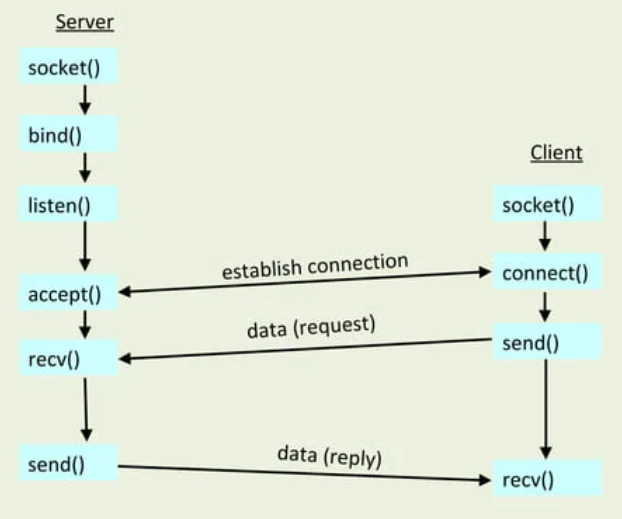 Server
socket()
bind()
listen()
accept()
recv()
send()
Client
socket()
connect()
send()
recv()
establish connection
data (request)
data (reply)